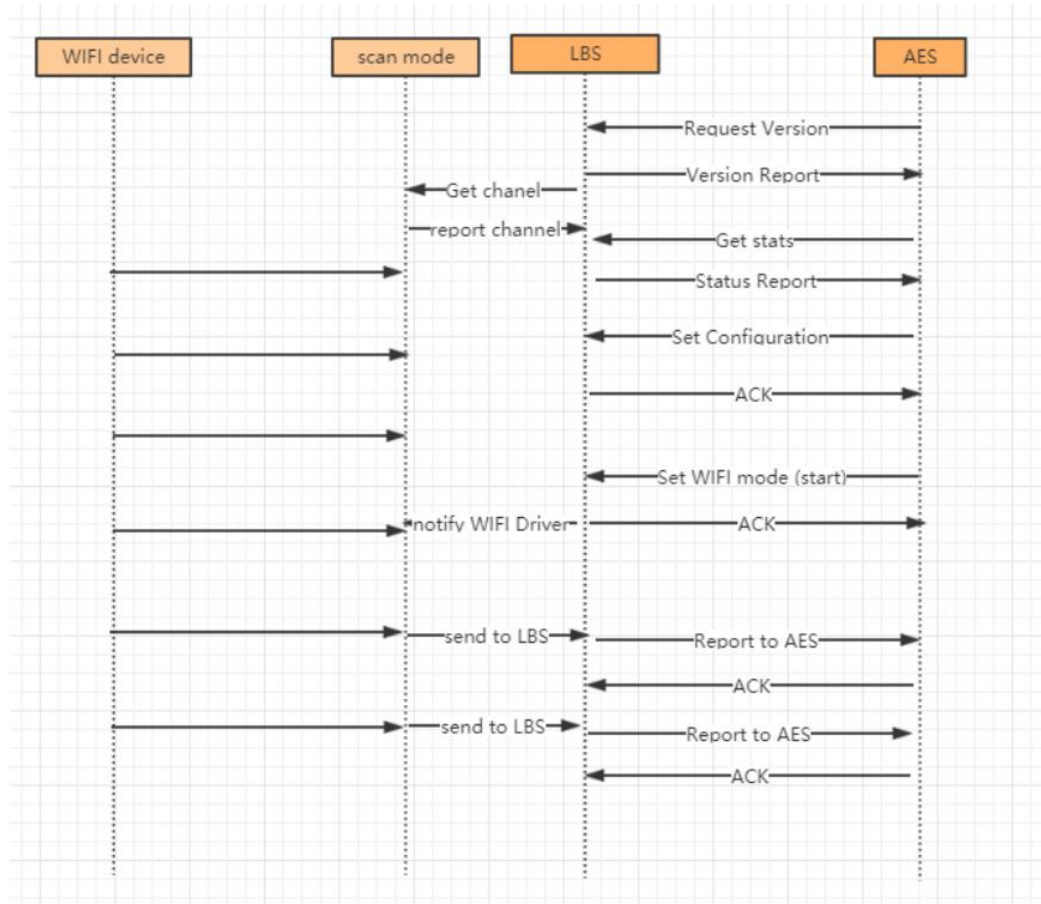 WIFI device
scan mode
LBS
AES
Request Version
Version Report
Get chanel
report channel
Get stats
Status Report
Set Configuration
ACK
Set WIFI mode (start)
notify WIFI Driver
ACK
send to LBS
Report to AES
ACK
send to LBS
Report to AES
ACK